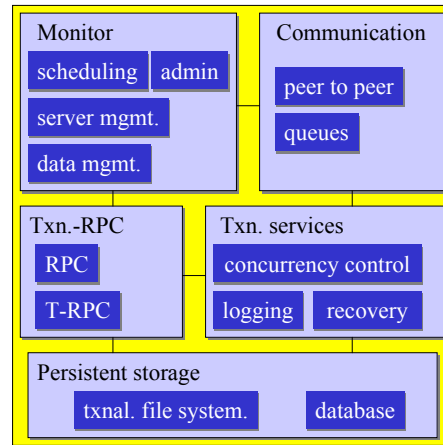 Monitor
scheduling admin
server mgmt.
data mgmt.
Communication
peer to peer
queues
Txn.-RPC
RPC
T-RPC
Txn. services
concurrency control
logging recovery
Persistent storage
txnal. file system. database